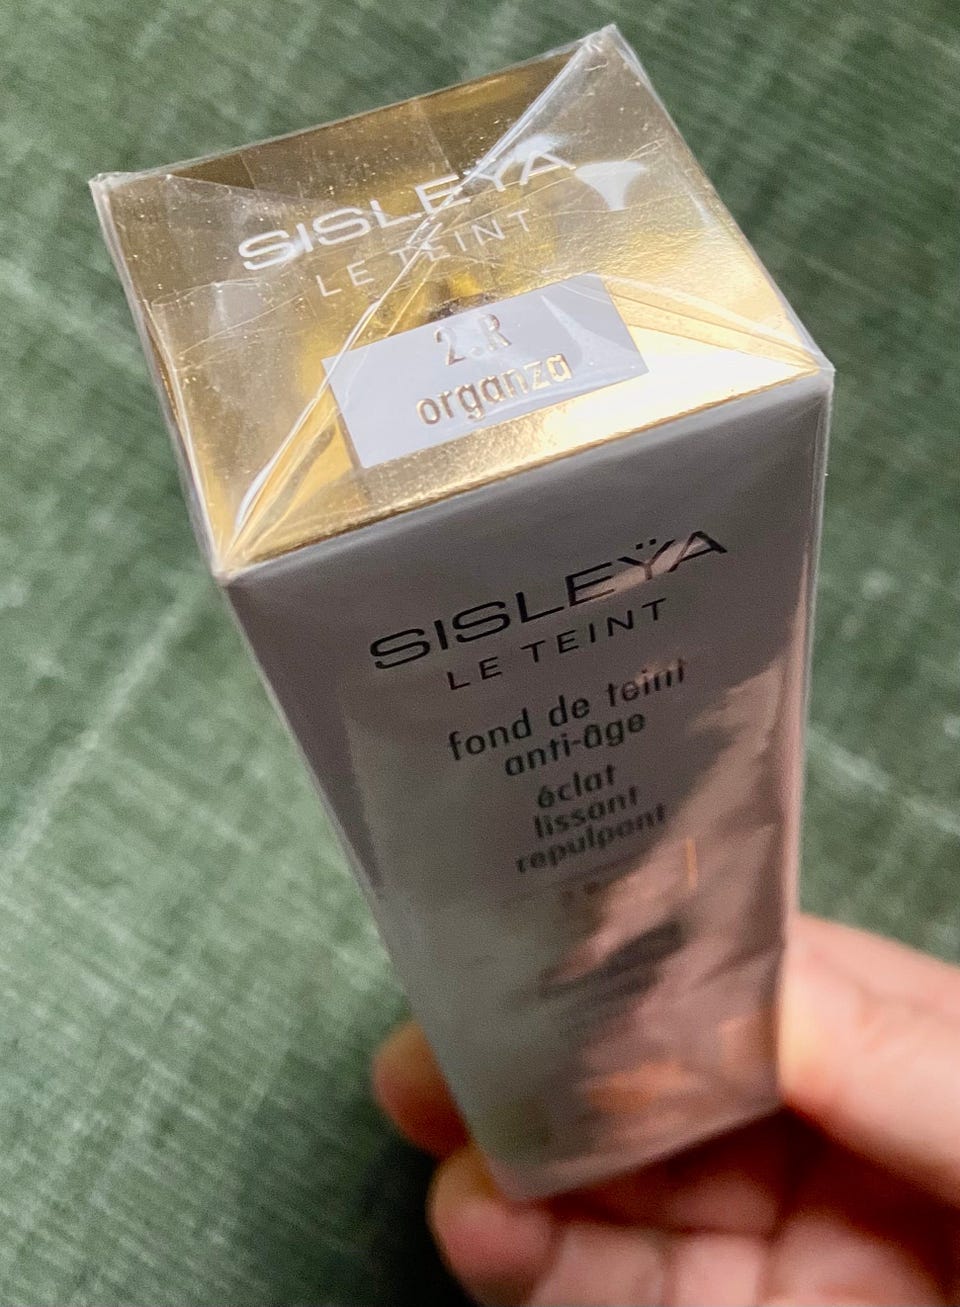 SISLEŸA
LE TEINT
2.R
organza
SISLEŸA
LE TEINT
fond de teint
anti-âge
éclat
lissant
repulpant